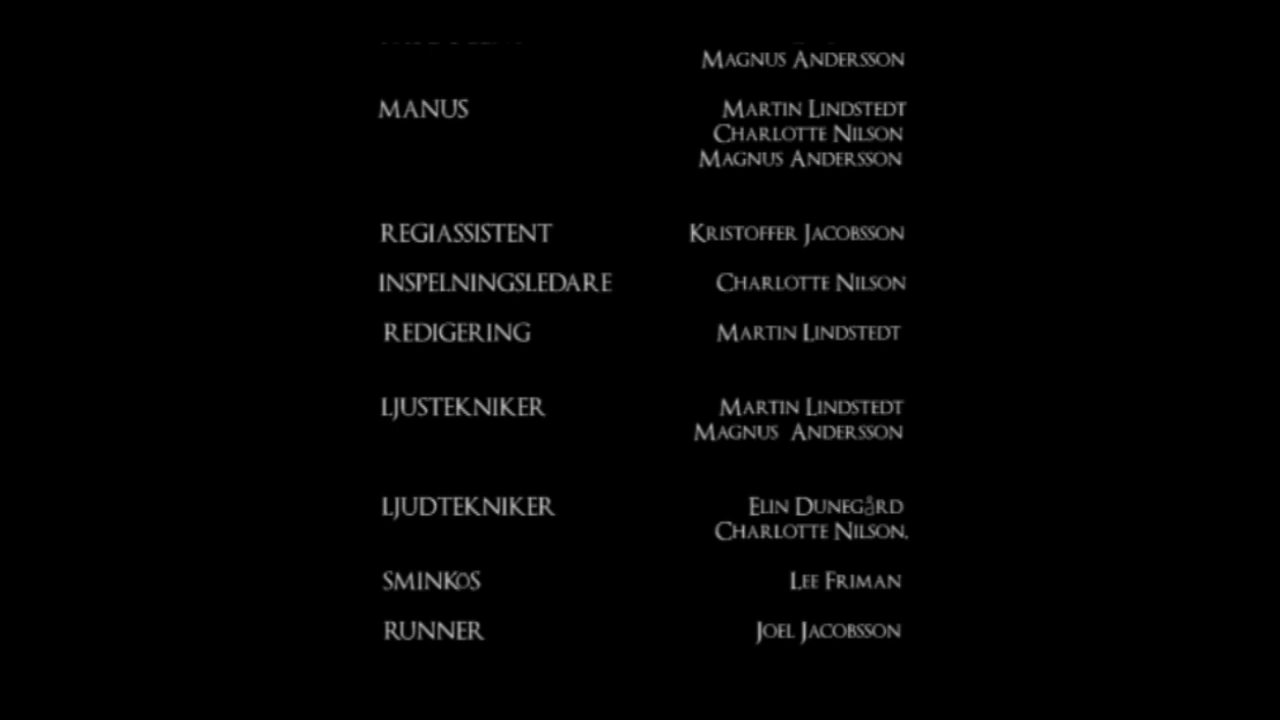 Magnus Andersson
MANUS Martin Lindstedt
Charlotte Nilson
Magnus Andersson
REGIASSISTENT Kristoffer Jacobsson
INSPELNINGSLEDARE Charlotte Nilson
REDIGERING Martin Lindstedt
LJUSTEKNIKER Martin Lindstedt
Magnus Andersson
LJUDTEKNIKER Elin Dunegård
Charlotte Nilson,
SMINKOS Lee Friman
RUNNER Joel Jacobsson